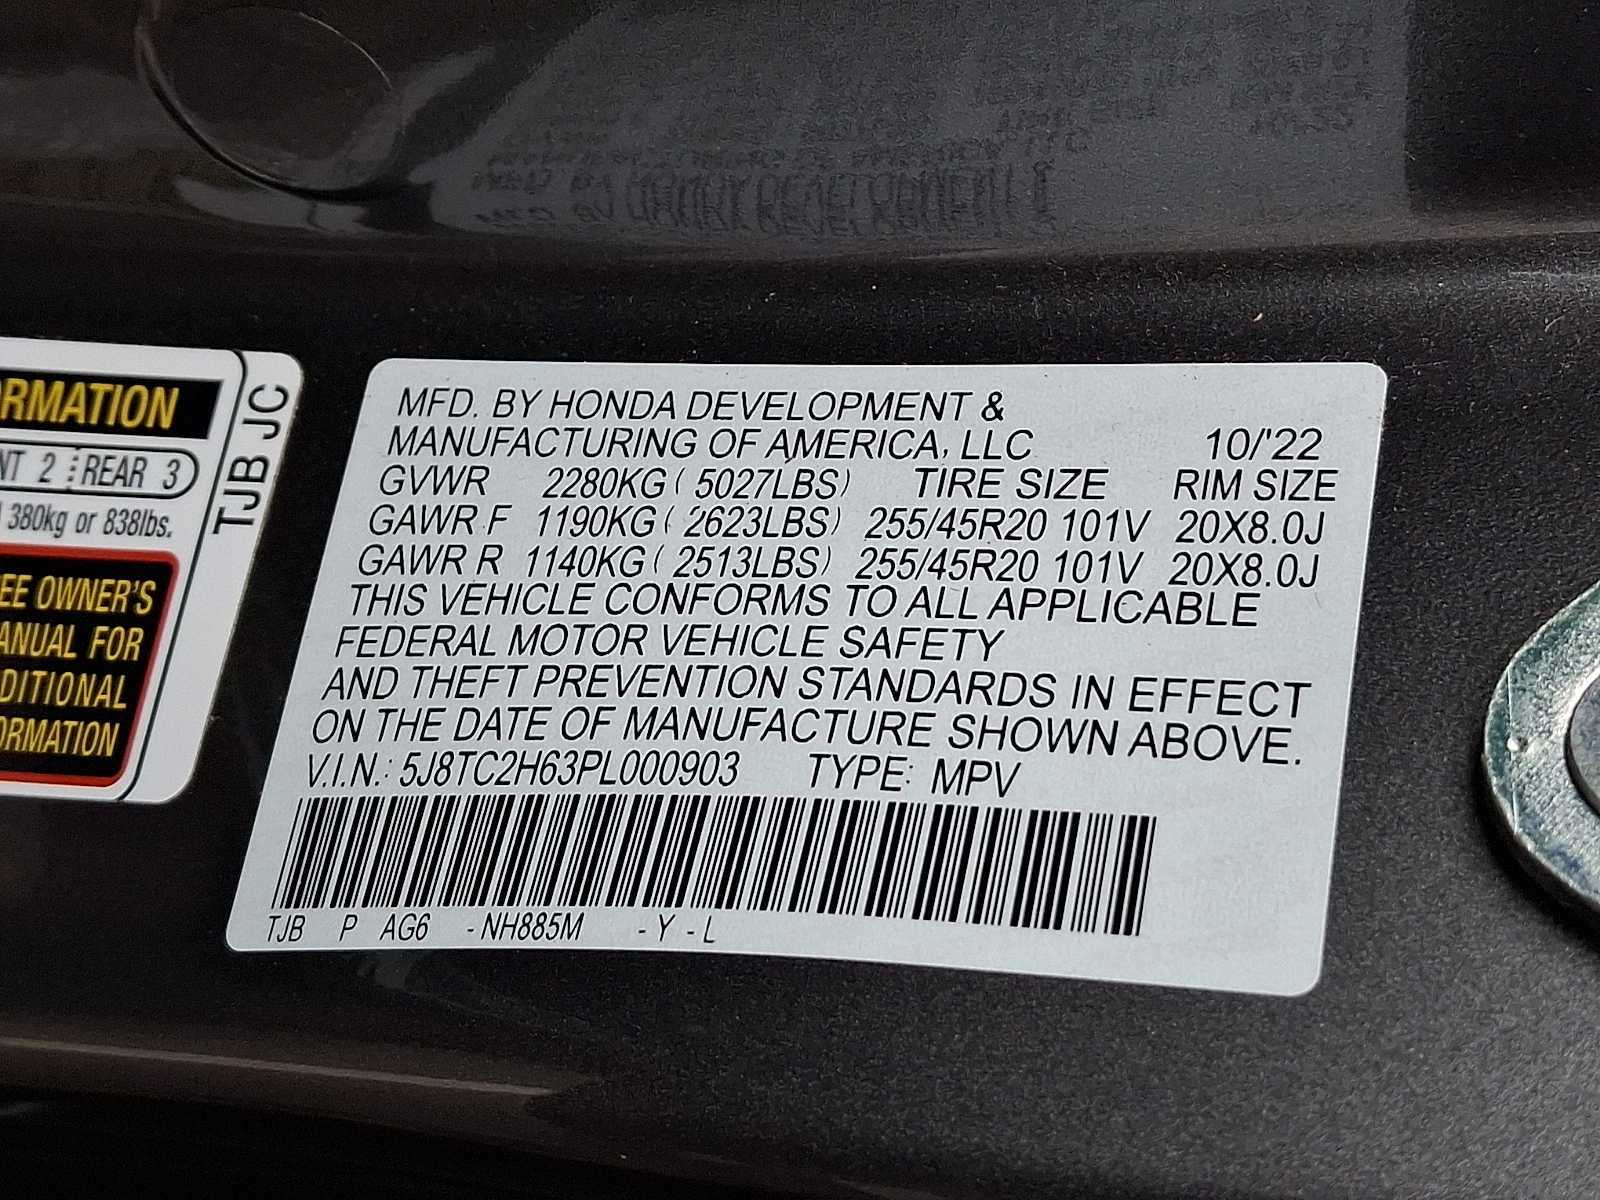 RMATION
NT 2 REAR 3
380kg or 838lbs.
EE OWNER'S
ANUAL FOR
DITIONAL
ORMATION
TJB JC
MFD. BY HONDA DEVELOPMENT &
MANUFACTURING OF AMERICA, LLC 10/'22
GVWR 2280KG ( 5027LBS) TIRE SIZE RIM SIZE
GAWR F 1190KG ( 2623LBS) 255/45R20 101V 20X8.0J
GAWR R 1140KG ( 2513LBS) 255/45R20 101V 20X8.0J
THIS VEHICLE CONFORMS TO ALL APPLICABLE
FEDERAL MOTOR VEHICLE SAFETY
AND THEFT PREVENTION STANDARDS IN EFFECT
ON THE DATE OF MANUFACTURE SHOWN ABOVE.
V.I.N.: 5J8TC2H63PL000903 TYPE: MPV
TJB P AG6 - NH885M - Y - L